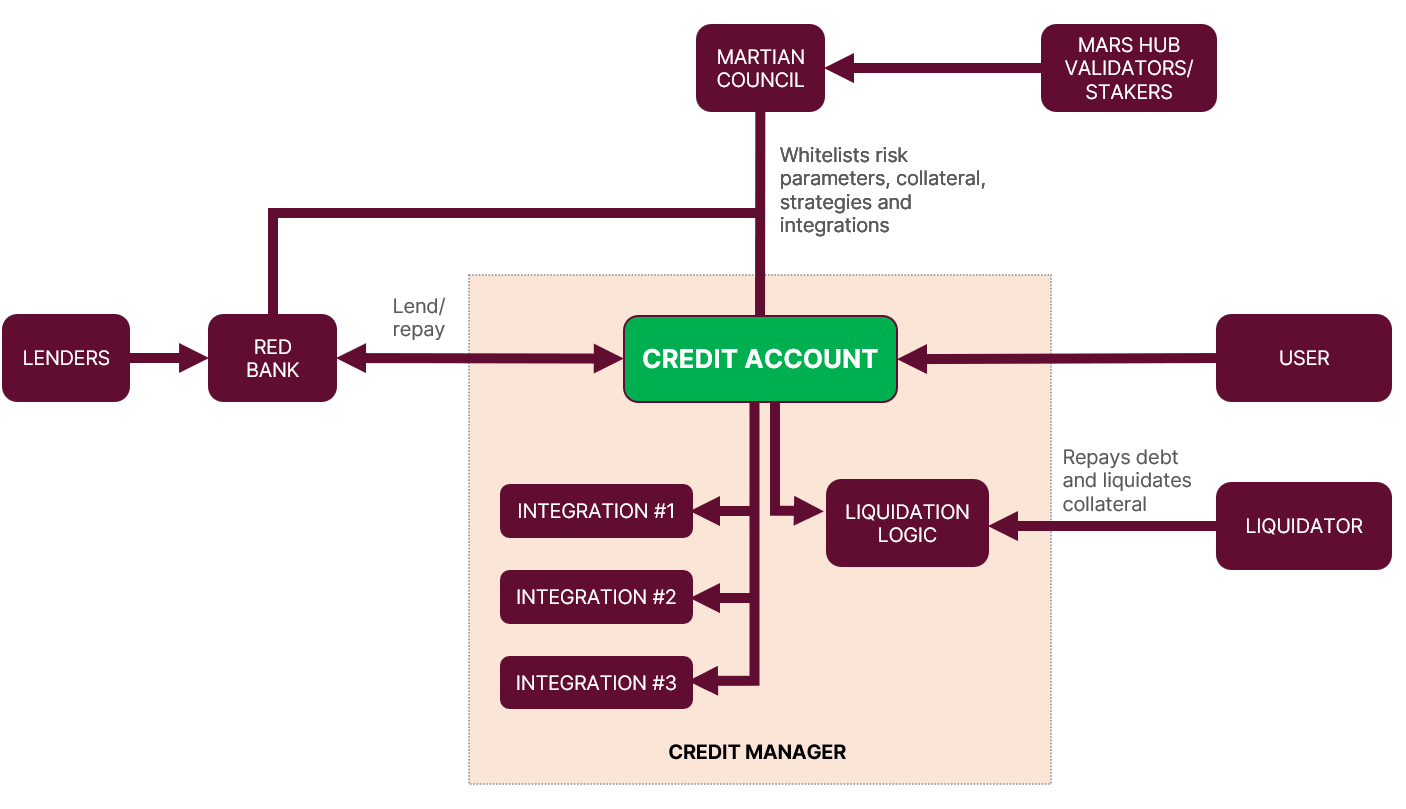 MARTIAN
COUNCIL
MARS HUB
VALIDATORS/
STAKERS
Whitelists risk
parameters, collateral,
strategies and
integrations
Lend/
repay
LENDERS
RED
BANK
CREDIT ACCOUNT
USER
Repays debt
and liquidates
collateral
INTEGRATION #1
LIQUIDATION
LOGIC
LIQUIDATOR
INTEGRATION #2
INTEGRATION #3
CREDIT MANAGER